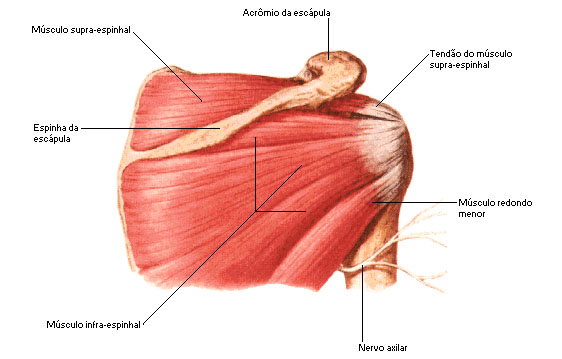 Acrômio da escápula
Músculo supra-espinhal
Tendão do músculo
supra-espinhal
Espinha da
escápula
Músculo redondo
menor
Músculo infra-espinhal
Nervo axilar